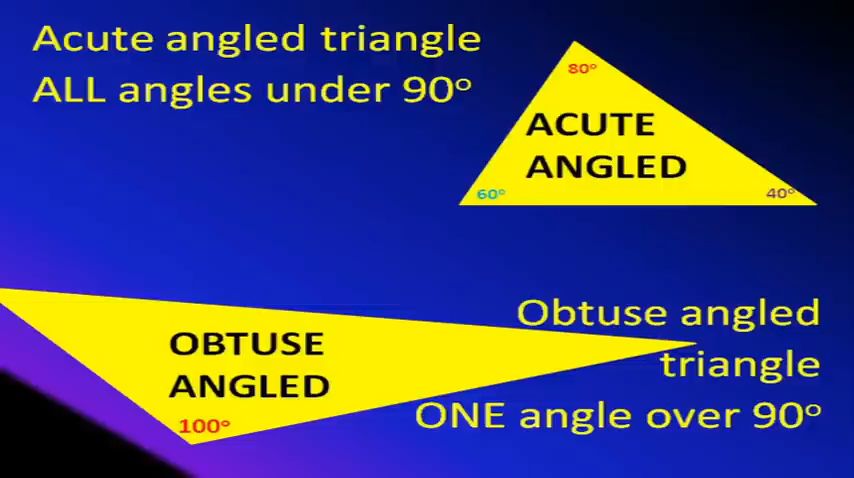 Acute angled triangle
ALL angles under 90°
80°
ACUTE
ANGLED
60°
40°
Obtuse angled
triangle
ONE angle over 90°
OBTUSE
ANGLED
100°